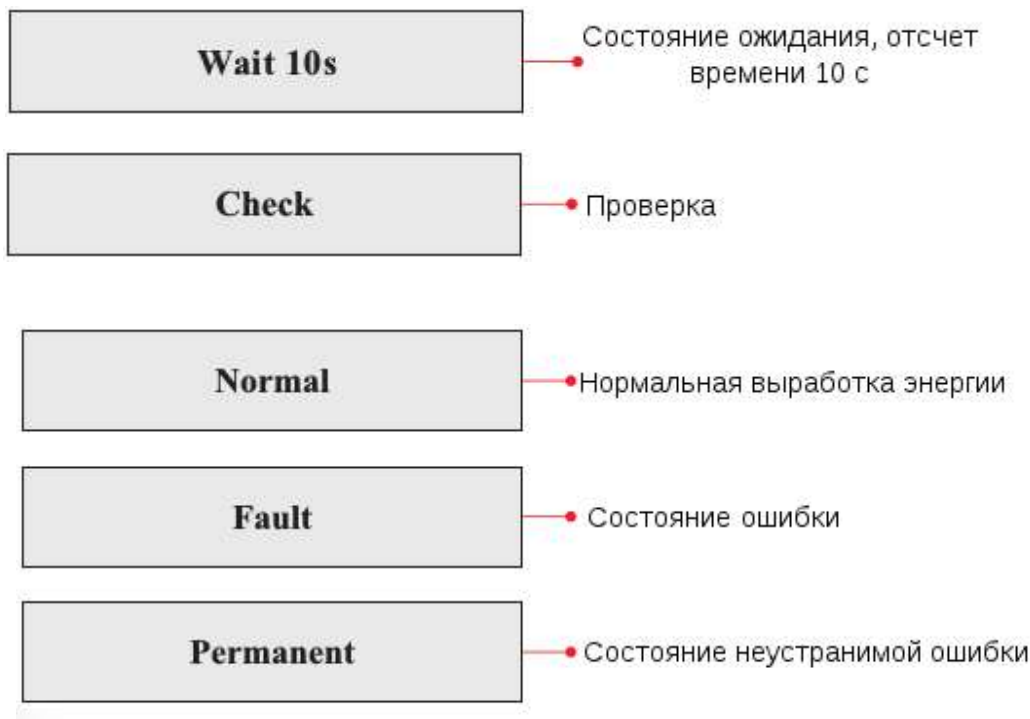 Wait 10s
Состояние ожидания, отсчет
времени 10 с
Check
Проверка
Normal
Нормальная выработка энергии
Fault
Состояние ошибки
Permanent
Состояние неустранимой ошибки